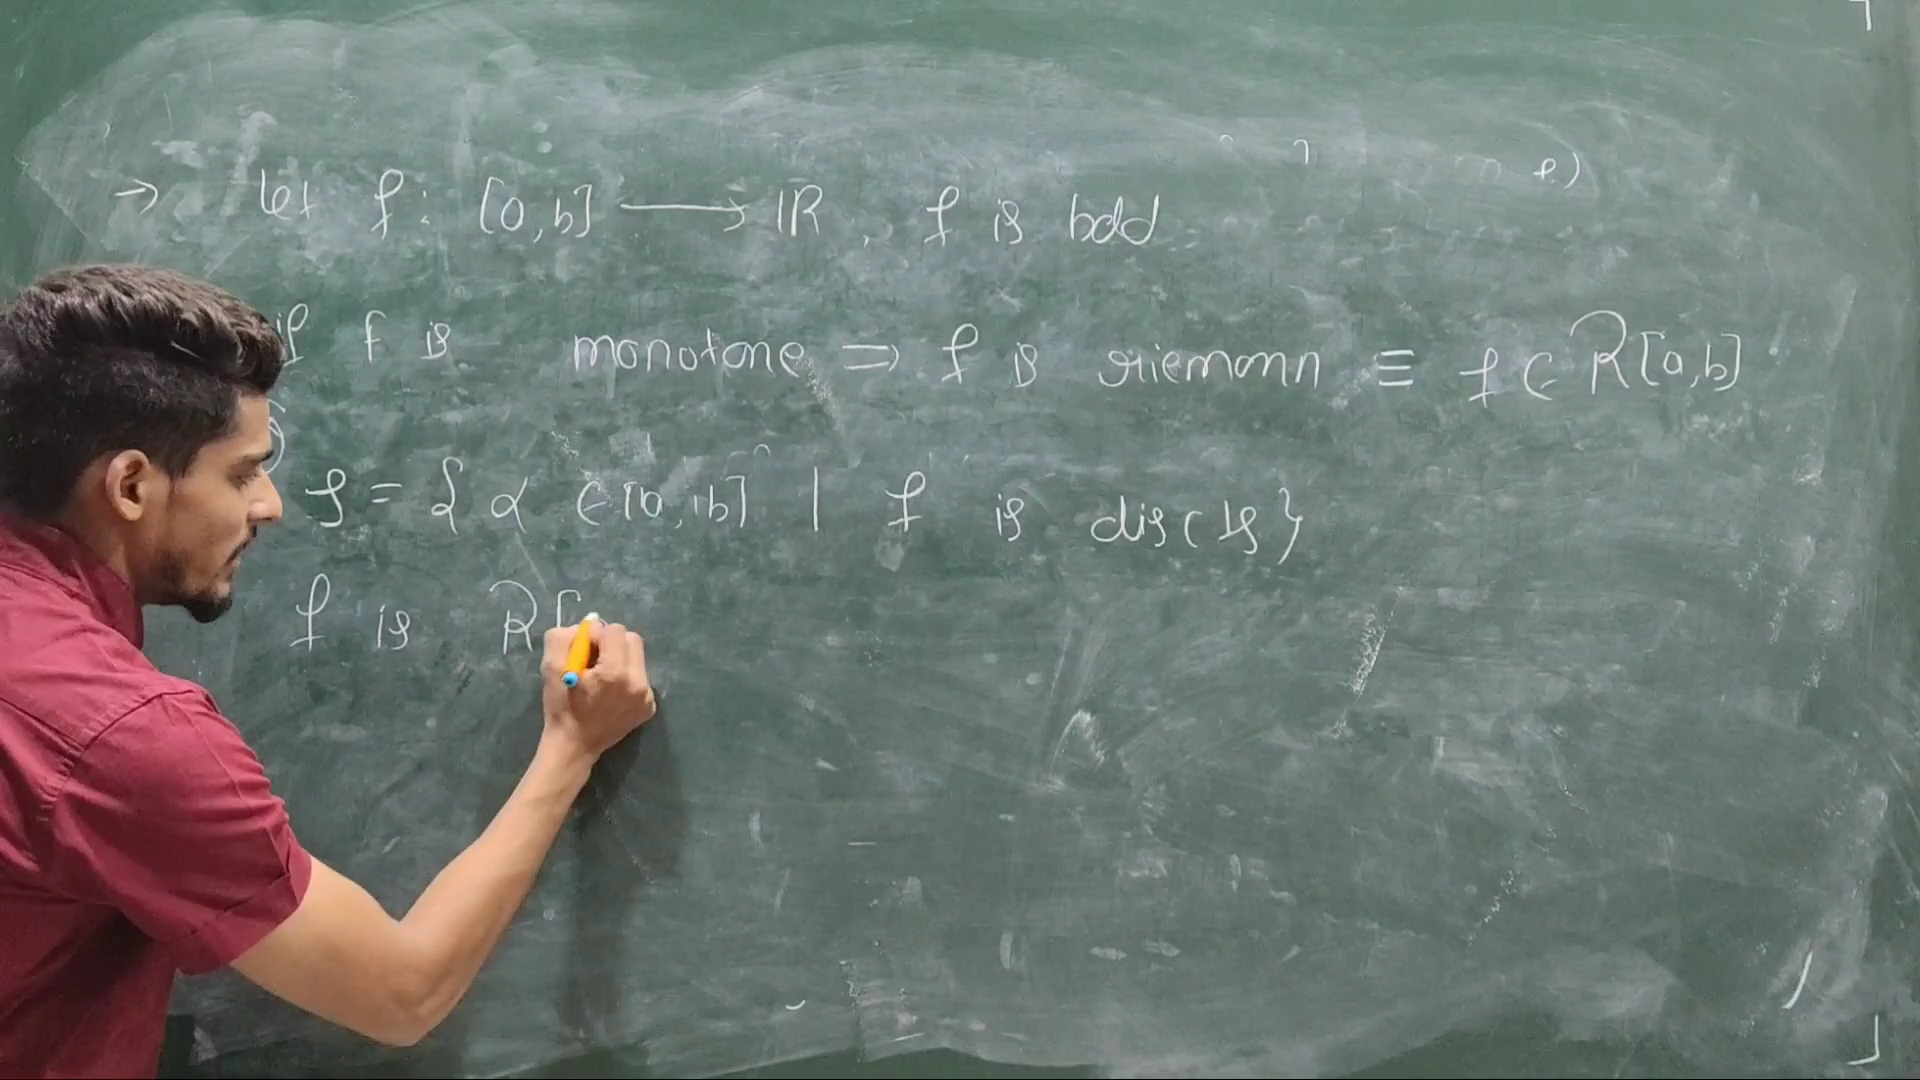 → let f : [a,b] ⟶ ℝ, f is bdd
if f is monotone ⇒ f is riemann ≡ f ∈ R[a,b]
S = { α ∈ [a,b] | f is dis( }
f is R[